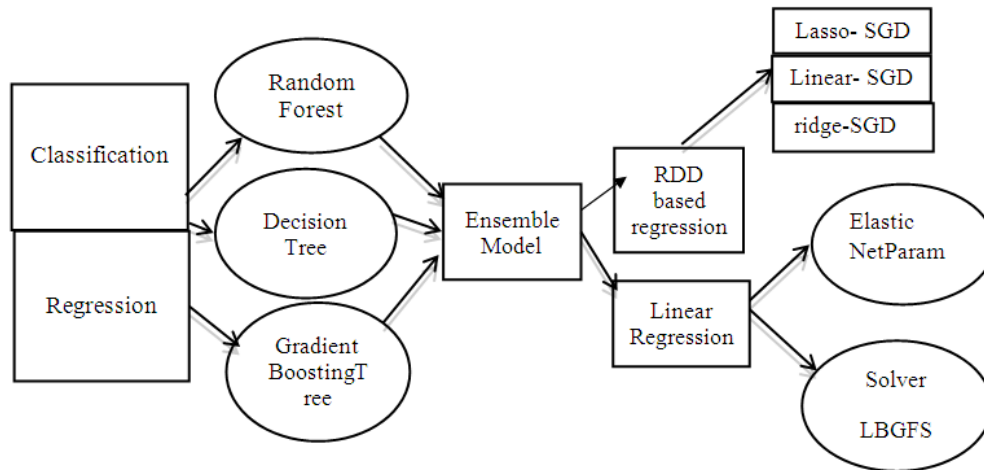 Classification
Regression
Random
Forest
Decision
Tree
Gradient
BoostingT
ree
Ensemble
Model
RDD
based
regression
Linear
Regression
Lasso- SGD
Linear- SGD
ridge-SGD
Elastic
NetParam
Solver
LBGFS